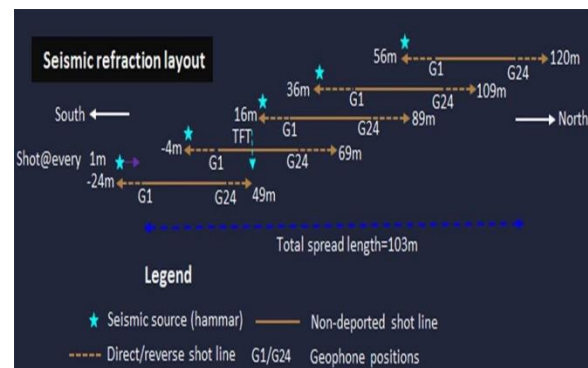 Seismic refraction layout
56m
G1
G24
120m
36m
G1
G24
109m
South
16m
G1
G24
89m
North
TFT
-4m
G1
G24
69m
Shot@every 1m
-24m
G1
G24
49m
Total spread length=103m
Legend
Seismic source (hammar)
Non-deported shot line
Direct/reverse shot line
G1/G24
Geophone positions